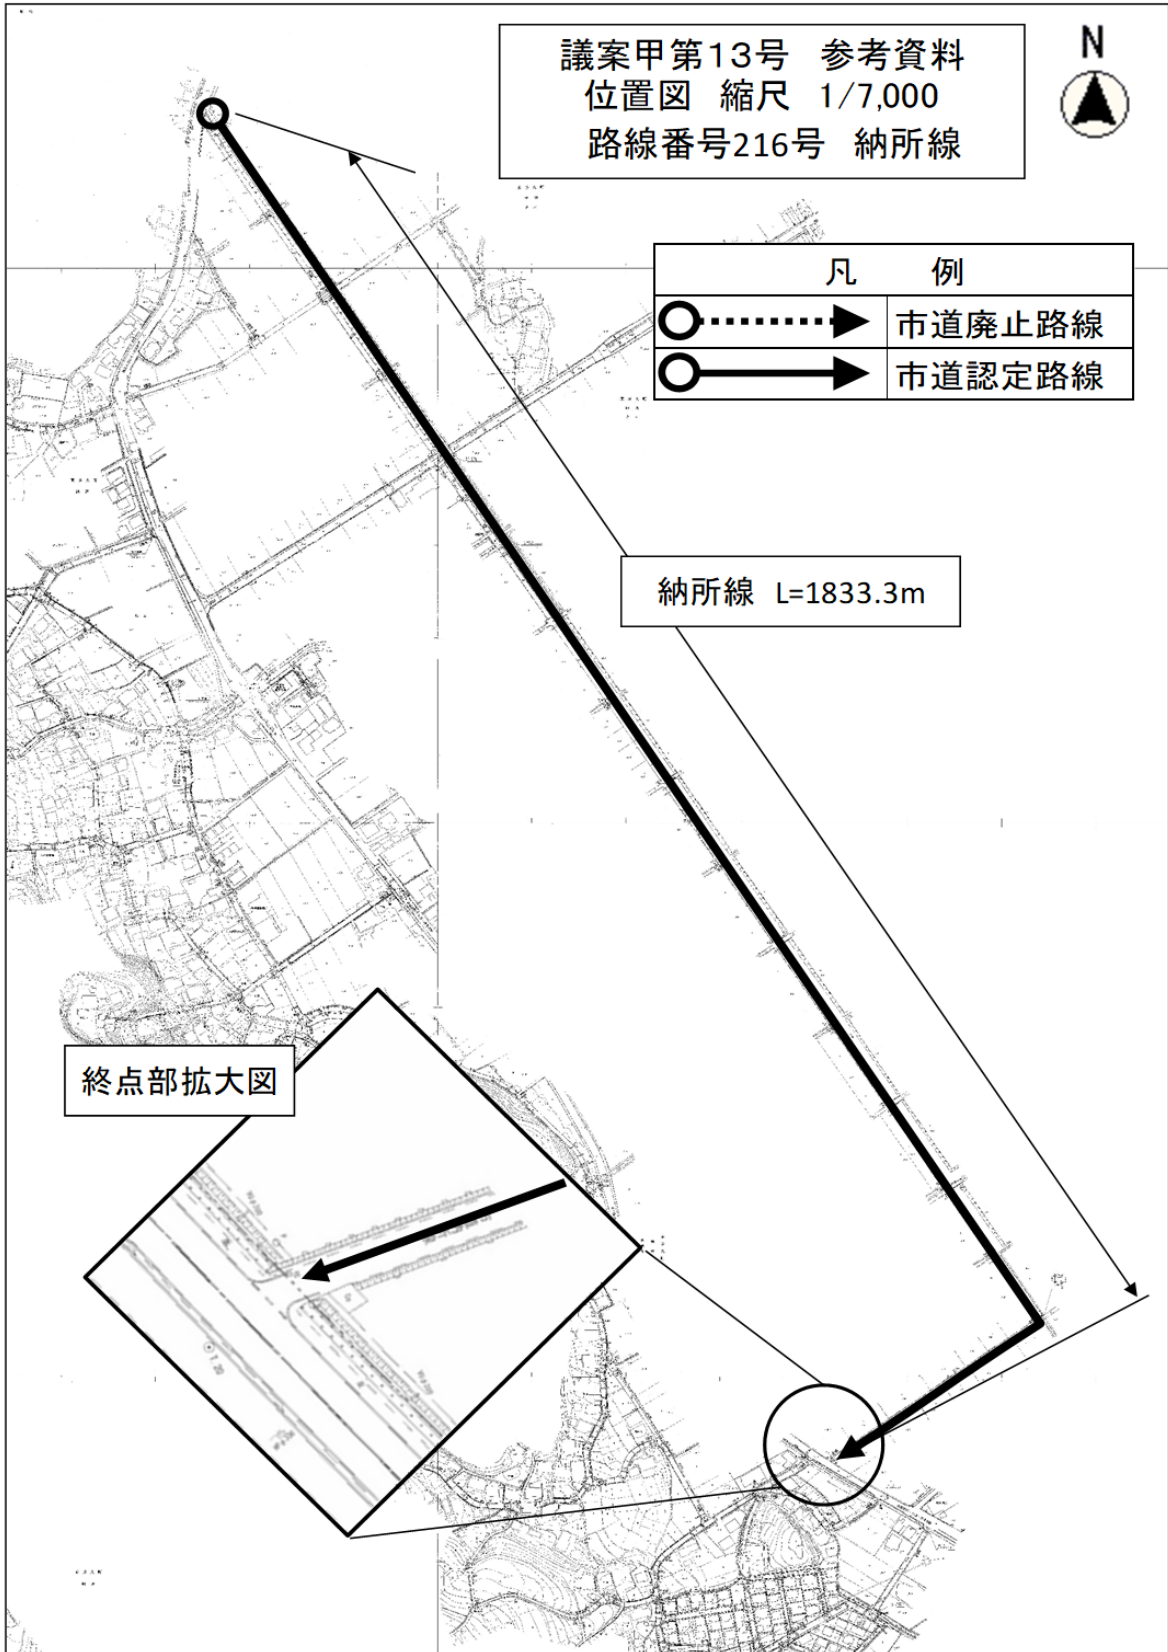 議案甲第13号 参考資料
位置図 縮尺 1/7,000
路線番号216号 納所線
N
凡 例
市道廃止路線
市道認定路線
納所線 L=1833.3m
終点部拡大図